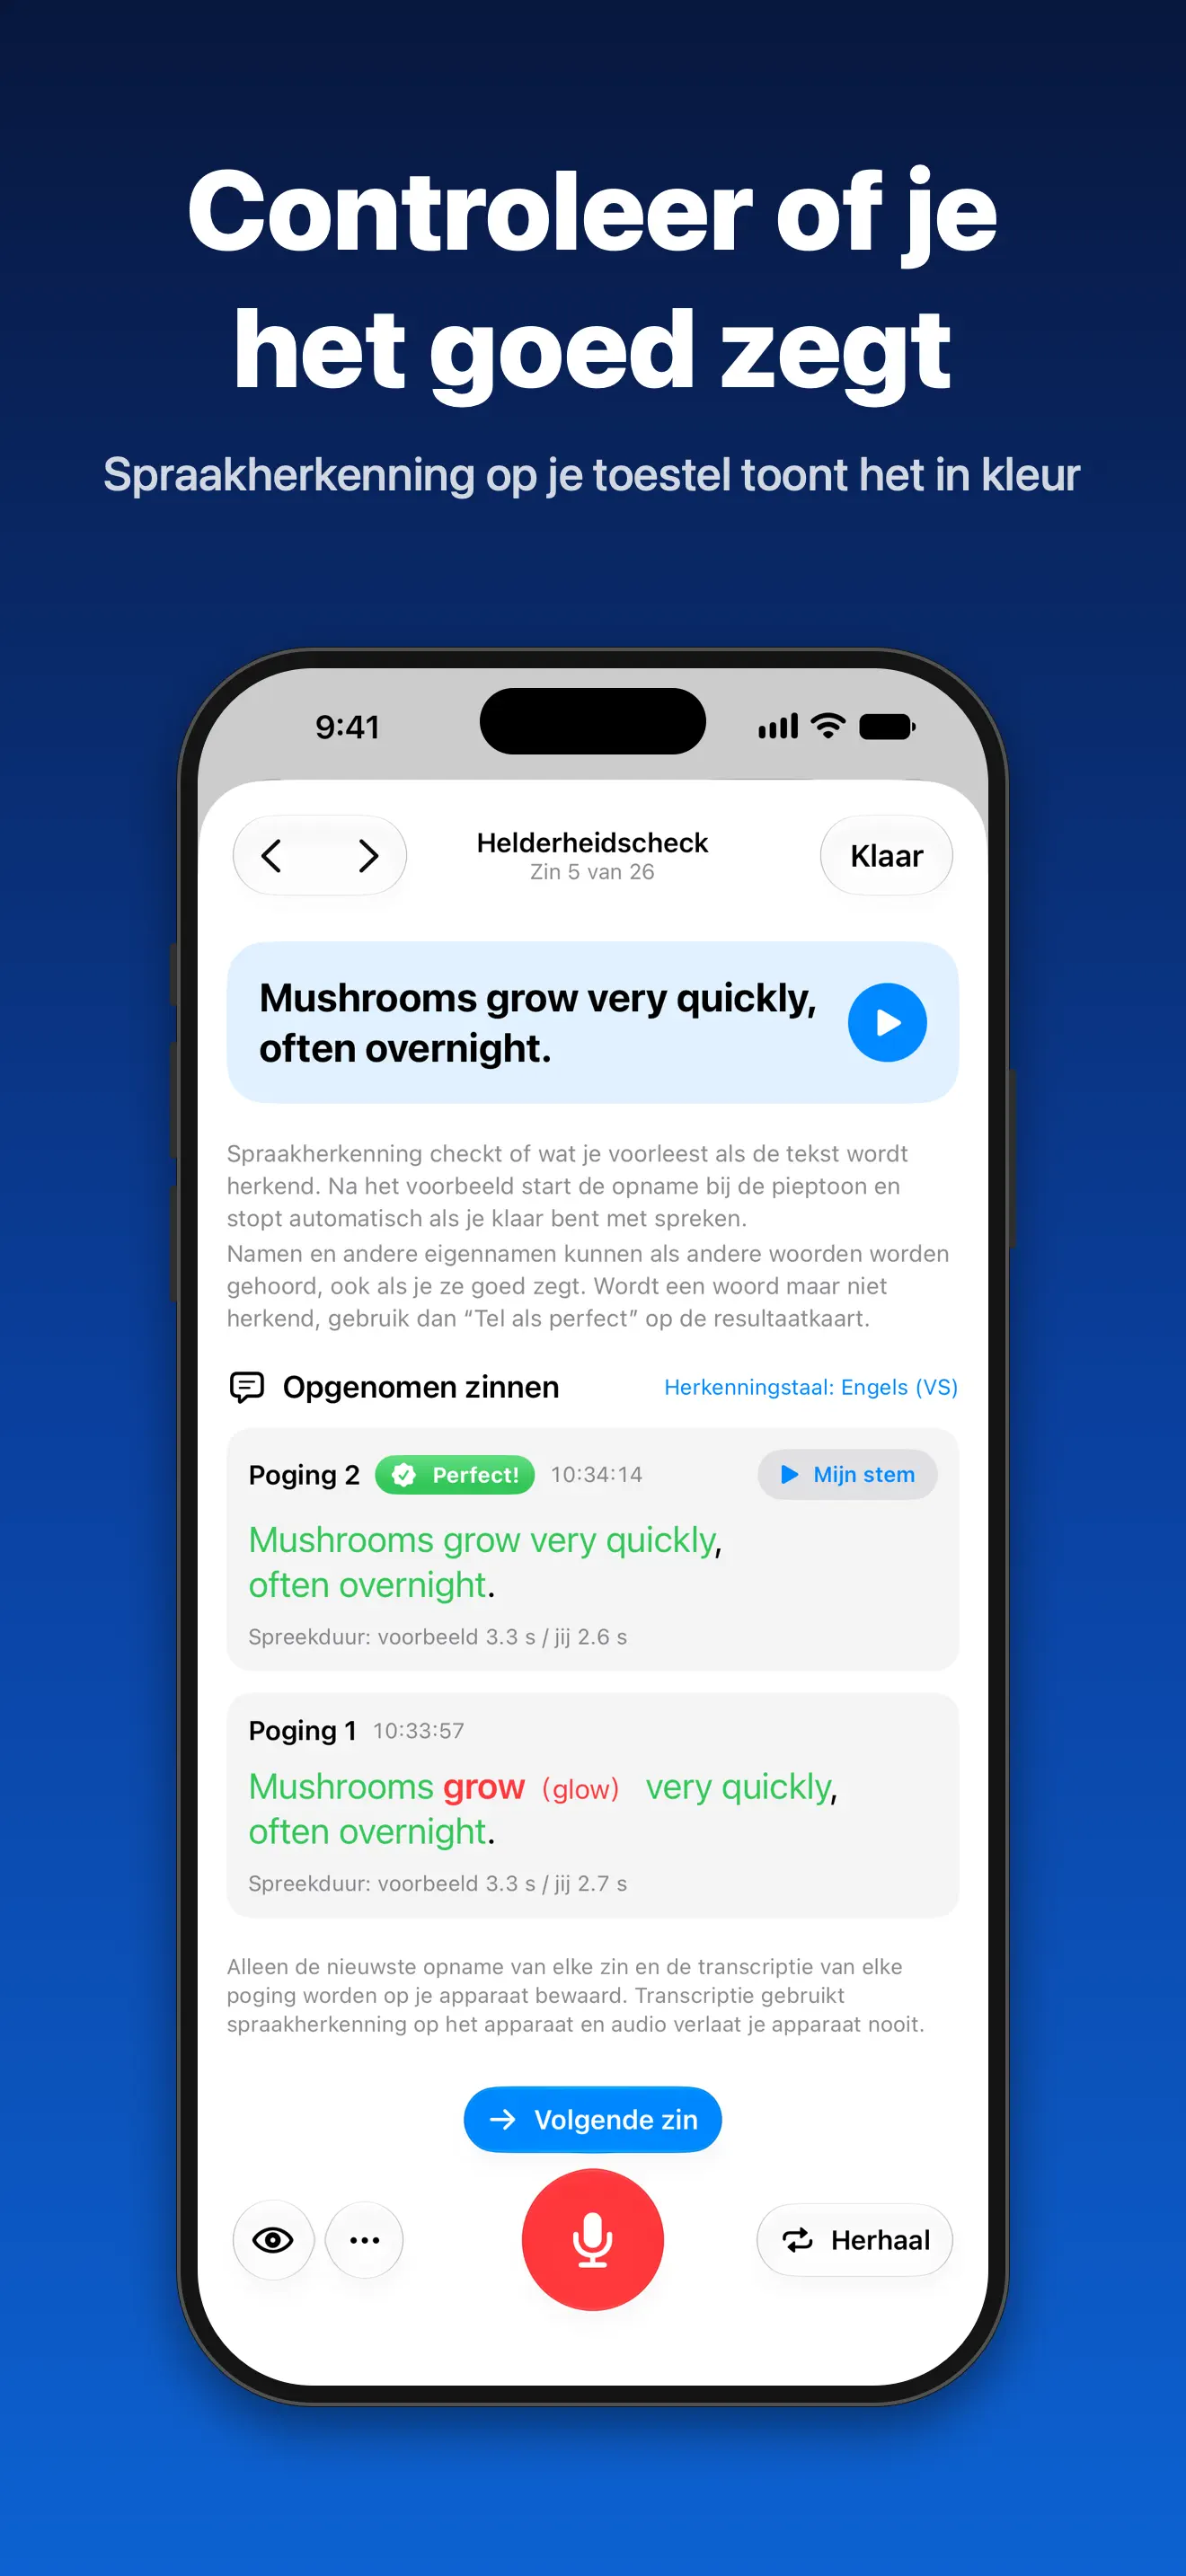 Controleer of je
het goed zegt
Spraakherkenning op je toestel toont het in kleur
9:41
Helderheidscheck
Zin 5 van 26
Klaar
Mushrooms grow very quickly,
often overnight.
Spraakherkenning checkt of wat je voorleest als de tekst wordt
herkend. Na het voorbeeld start de opname bij de pieptoon en
stopt automatisch als je klaar bent met spreken.
Namen en andere eigennamen kunnen als andere woorden worden
gehoord, ook als je ze goed zegt. Wordt een woord maar niet
herkend, gebruik dan “Tel als perfect” op de resultaatkaart.
Opgenomen zinnen
Herkenningstaal: Engels (VS)
Poging 2 Perfect! 10:34:14 Mijn stem
Mushrooms grow very quickly,
often overnight.
Spreekduur: voorbeeld 3.3 s / jij 2.6 s
Poging 1 10:33:57
Mushrooms grow (glow) very quickly,
often overnight.
Spreekduur: voorbeeld 3.3 s / jij 2.7 s
Alleen de nieuwste opname van elke zin en de transcriptie van elke
poging worden op je apparaat bewaard. Transcriptie gebruikt
spraakherkenning op het apparaat en audio verlaat je apparaat nooit.
Volgende zin
Herhaal